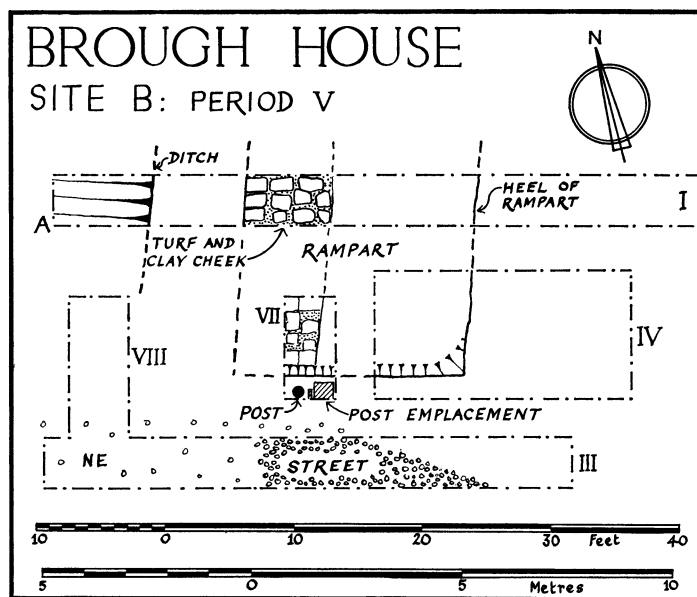 BROUGH HOUSE
N
SITE B: PERIOD V
DITCH
HEEL OF
RAMPART
I
A
TURF AND
CLAY CHEEK
RAMPART
VII
IV
VIII
POST
POST EMPLACEMENT
NE
STREET
III
10 0 10 20 30 Feet 40
5 0 5 Metres 10